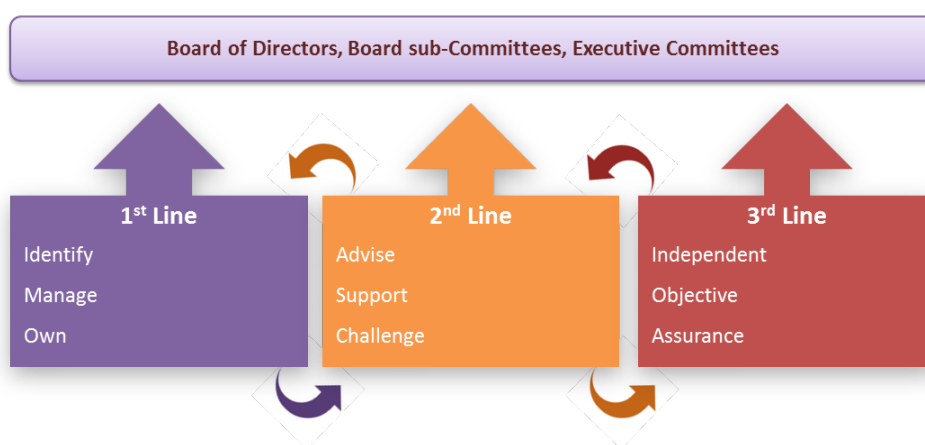 Board of Directors, Board sub-Committees, Executive Committees
1st Line
Identify
Manage
Own
2nd Line
Advise
Support
Challenge
3rd Line
Independent
Objective
Assurance